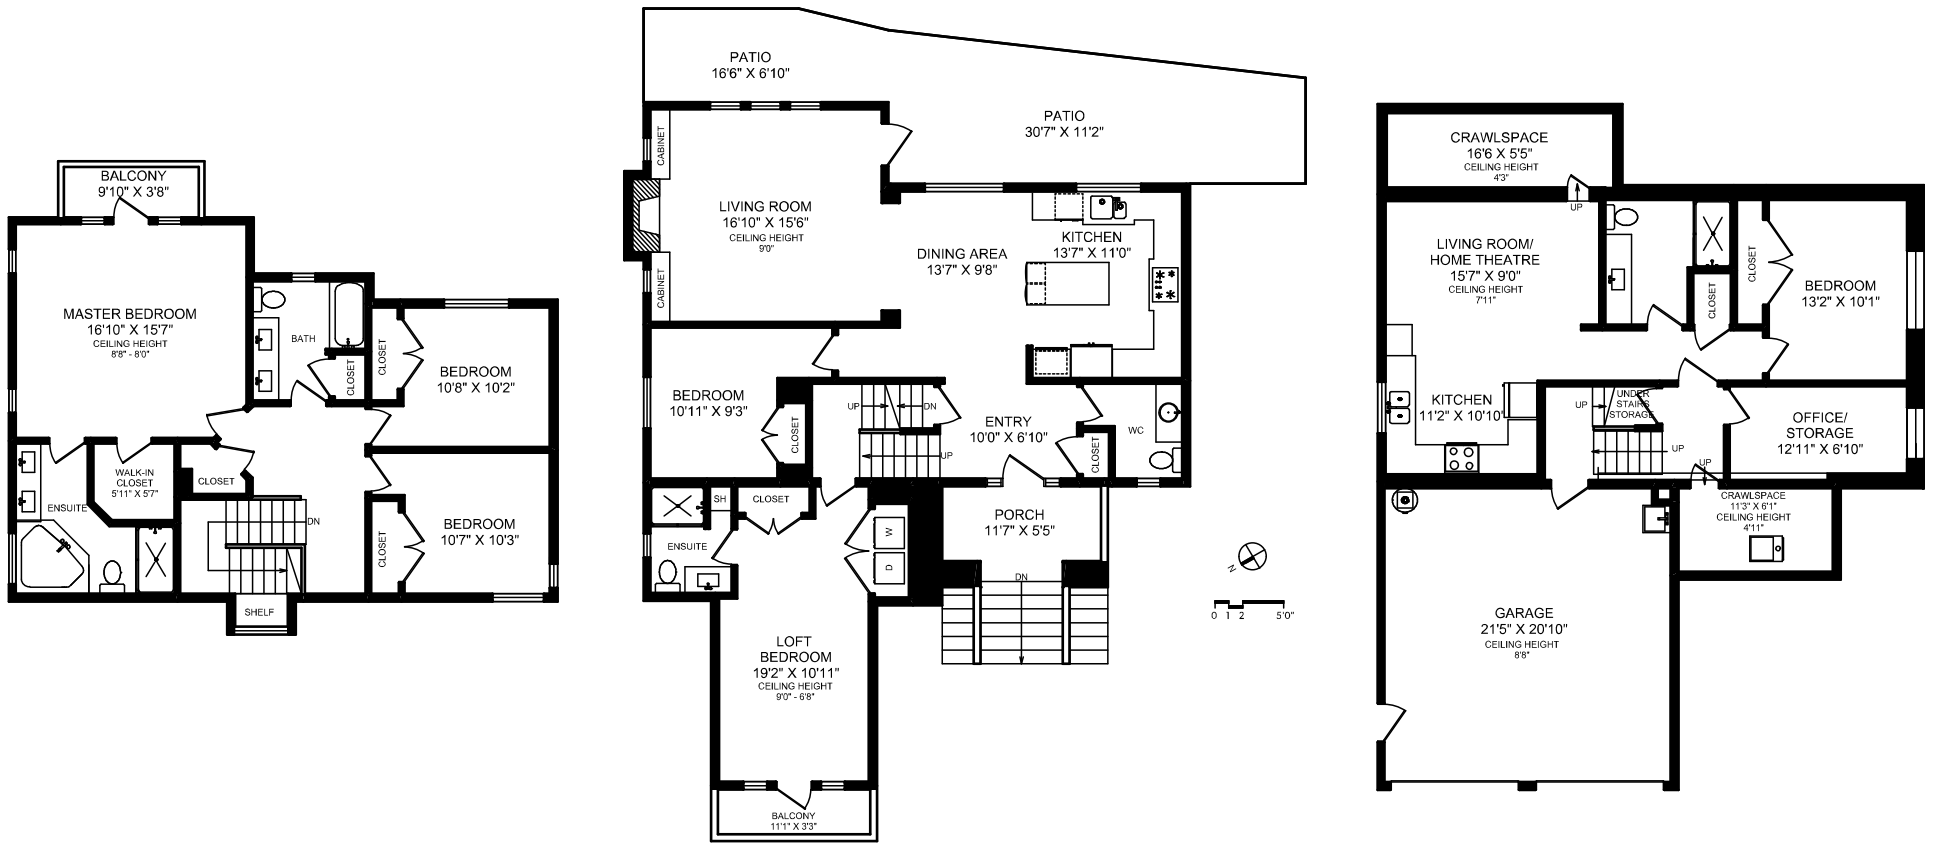 BALCONY
9'10" X 3'8"
MASTER BEDROOM
16'10" X 15'7"
CEILING HEIGHT
8'8" - 8'0"
BATH
CLOSET
CLOSET
BEDROOM
10'8" X 10'2"
WALK-IN
CLOSET
5'11" X 5'7"
CLOSET
ENSUITE
DN
CLOSET
BEDROOM
10'7" X 10'3"
SHELF
PATIO
16'6" X 6'10"
PATIO
30'7" X 11'2"
CABINET
LIVING ROOM
16'10" X 15'6"
CEILING HEIGHT
9'0"
CABINET
DINING AREA
13'7" X 9'8"
KITCHEN
13'7" X 11'0"
BEDROOM
10'11" X 9'3"
CLOSET
UP
DN
UP
ENTRY
10'0" X 6'10"
CLOSET
WC
SH
CLOSET
ENSUITE
W
D
PORCH
11'7" X 5'5"
DN
LOFT
BEDROOM
19'2" X 10'11"
CEILING HEIGHT
9'0" - 6'8"
BALCONY
11'1" X 3'3"
N
0 1 2 5'0"
CRAWLSPACE
16'6 X 5'5"
CEILING HEIGHT
4'3"
UP
LIVING ROOM/
HOME THEATRE
15'7" X 9'0"
CEILING HEIGHT
7'11"
CLOSET
CLOSET
BEDROOM
13'2" X 10'1"
KITCHEN
11'2" X 10'10"
UP
UNDER
STAIRS
STORAGE
UP
UP
OFFICE/
STORAGE
12'11" X 6'10"
CRAWLSPACE
11'3" X 6'1"
CEILING HEIGHT
4'11"
GARAGE
21'5" X 20'10"
CEILING HEIGHT
8'8"